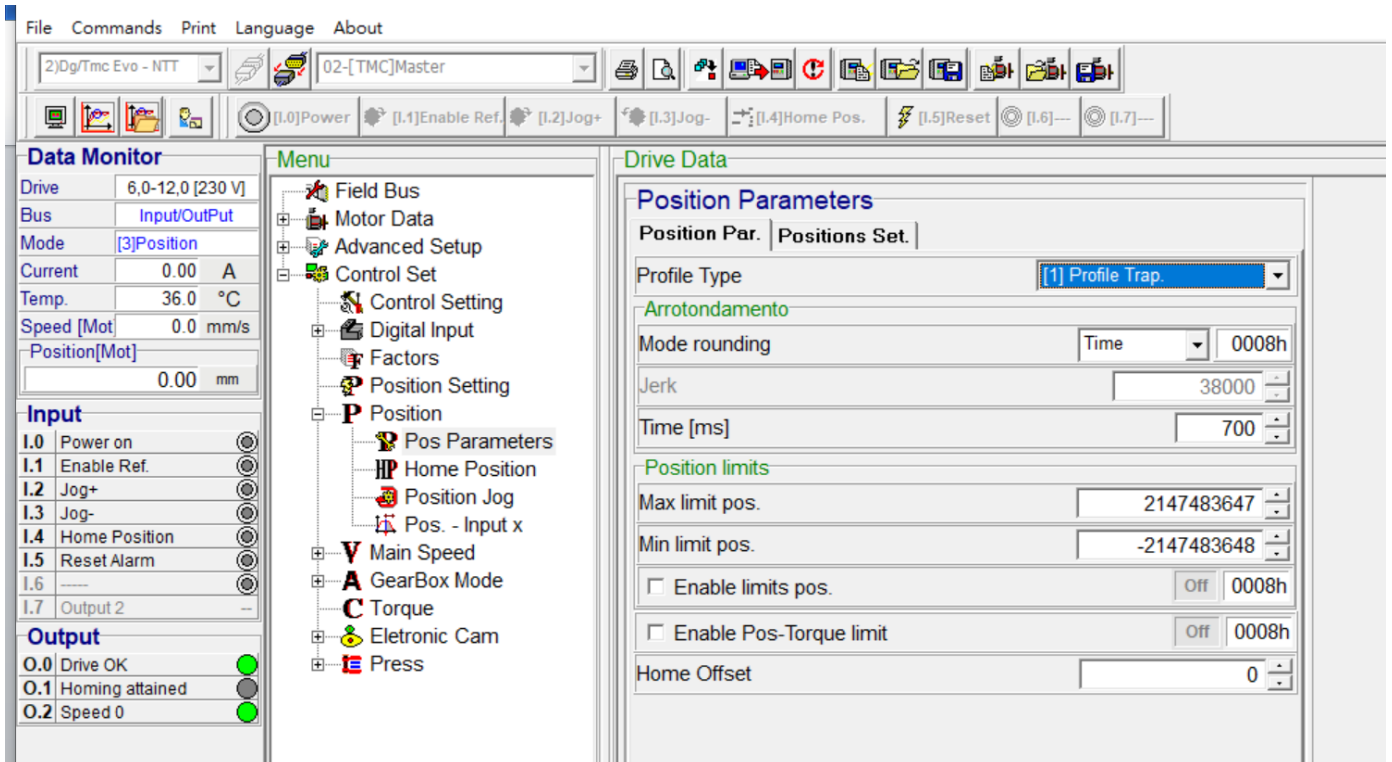 File Commands Print Language About
2)Dg/Tmc Evo - NTT 02-[TMC]Master
[I.0]Power [I.1]Enable Ref. [I.2]Jog+ [I.3]Jog- [I.4]Home Pos. [I.5]Reset [I.6]--- [I.7]---
Data Monitor
Drive 6,0-12,0 [230 V]
Bus Input/OutPut
Mode [3]Position
Current 0.00 A
Temp. 36.0 °C
Speed [Mot] 0.0 mm/s
Position[Mot]
0.00 mm
Input
I.0 Power on
I.1 Enable Ref.
I.2 Jog+
I.3 Jog-
I.4 Home Position
I.5 Reset Alarm
I.6 -----
I.7 Output 2 --
Output
O.0 Drive OK
O.1 Homing attained
O.2 Speed 0
Menu
Field Bus
Motor Data
Advanced Setup
Control Set
Control Setting
Digital Input
Factors
Position Setting
P Position
Pos Parameters
HP Home Position
Position Jog
Pos. - Input x
V Main Speed
A GearBox Mode
C Torque
Eletronic Cam
Press
Drive Data
Position Parameters
Position Par. Positions Set.
Profile Type [1] Profile Trap.
Arrotondamento
Mode rounding Time 0008h
Jerk 38000
Time [ms] 700
Position limits
Max limit pos. 2147483647
Min limit pos. -2147483648
Enable limits pos. Off 0008h
Enable Pos-Torque limit Off 0008h
Home Offset 0